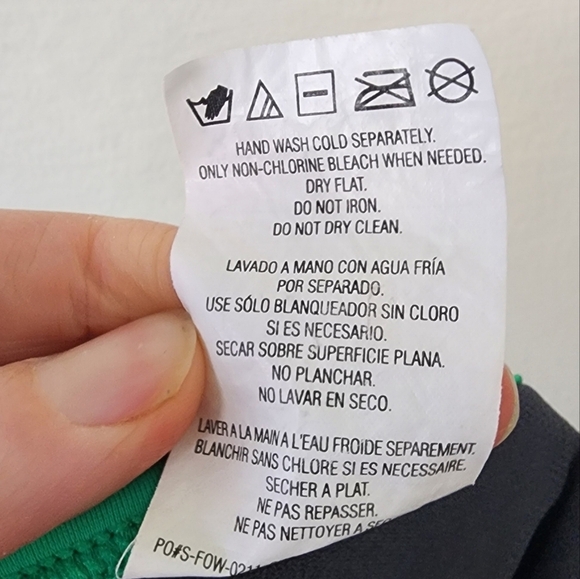 HAND WASH COLD SEPARATELY.
ONLY NON-CHLORINE BLEACH WHEN NEEDED.
DRY FLAT.
DO NOT IRON.
DO NOT DRY CLEAN.
LAVADO A MANO CON AGUA FRÍA
POR SEPARADO.
USE SÓLO BLANQUEADOR SIN CLORO
SI ES NECESARIO.
SECAR SOBRE SUPERFICIE PLANA.
NO PLANCHAR.
NO LAVAR EN SECO.
LAVER A LA MAIN A L'EAU FROIDE SEPAREMENT.
BLANCHIR SANS CHLORE SI ES NECESSAIRE.
SECHER A PLAT.
NE PAS REPASSER.
NE PAS NETTOYER A
PO#S-FOW-021